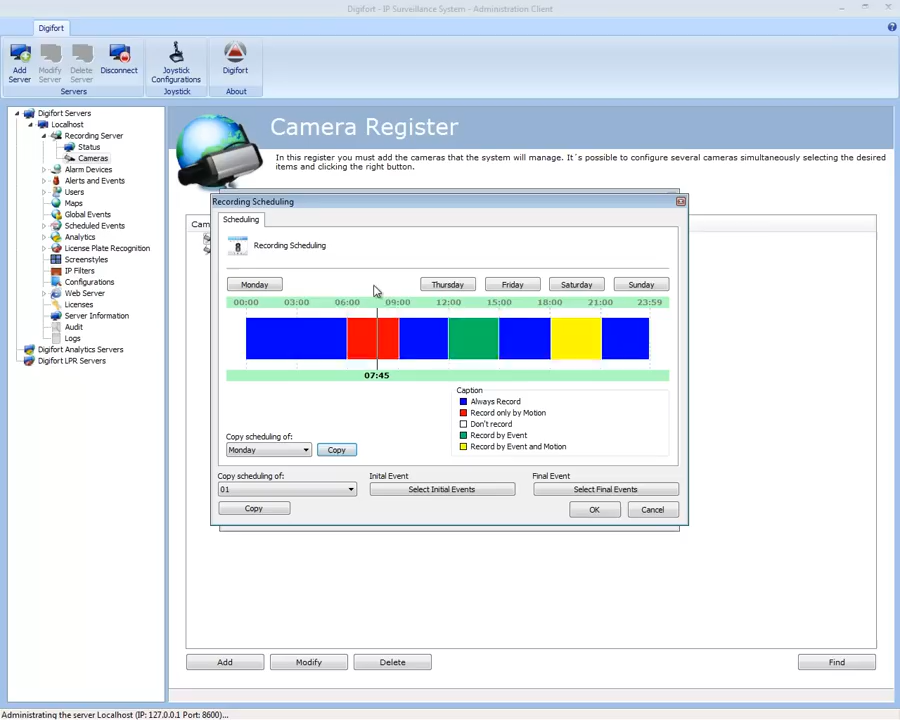 Digifort - IP Surveillance System - Administration Client
Digifort
Add Server
Modify Server
Delete Server
Disconnect
Joystick Configurations
Digifort
Servers
Joystick
About
Digifort Servers
Localhost
Recording Server
Status
Cameras
Alarm Devices
Alerts and Events
Users
Maps
Global Events
Scheduled Events
Analytics
License Plate Recognition
Screenstyles
IP Filters
Configurations
Web Server
Licenses
Server Information
Audit
Logs
Digifort Analytics Servers
Digifort LPR Servers
Camera Register
In this register you must add the cameras that the system will manage. It´s possible to configure several cameras simultaneously selecting the desired
items and clicking the right button.
Recording Scheduling
Scheduling
8
Recording Scheduling
Monday Thursday Friday Saturday Sunday
00:00 03:00 06:00 09:00 12:00 15:00 18:00 21:00 23:59
07:45
Caption
Always Record
Record only by Motion
Don't record
Record by Event
Record by Event and Motion
Copy scheduling of:
Monday Copy
Copy scheduling of: Inital Event Final Event
01 Select Initial Events Select Final Events
Copy OK Cancel
Add Modify Delete Find
Administrating the server Localhost (IP: 127.0.0.1 Port: 8600)...